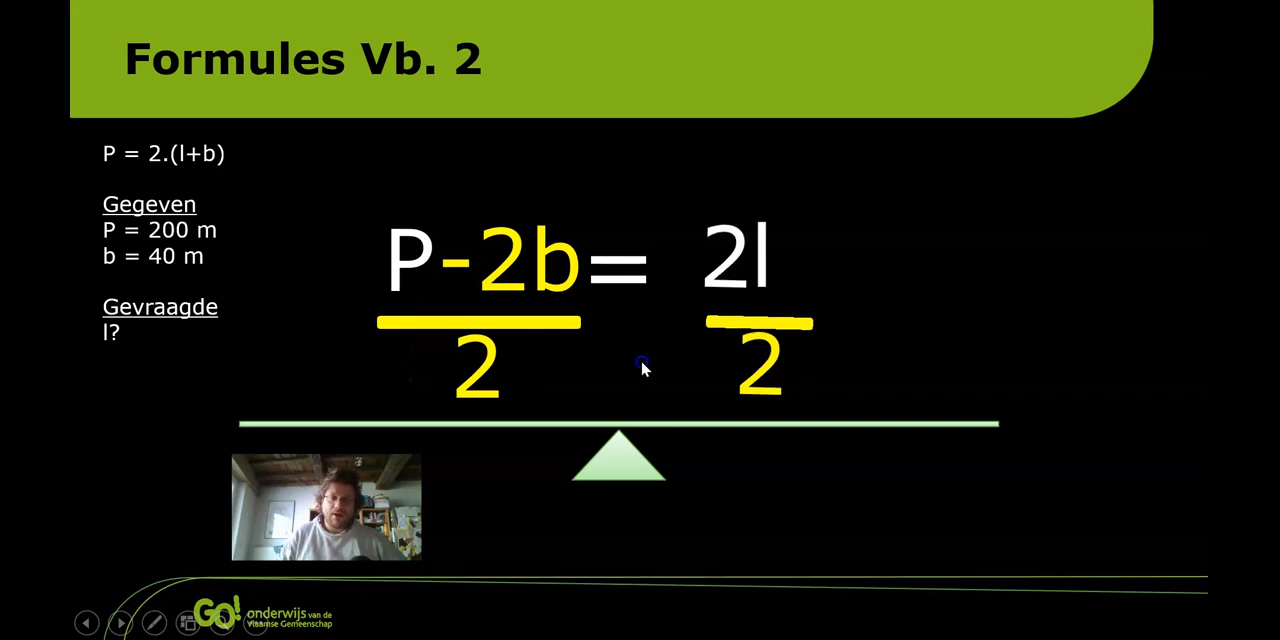 Formules Vb. 2
P = 2.(l+b)
Gegeven
P = 200 m
b = 40 m
Gevraagde
l?
P-2b= 2l
2 2
GO! onderwijs van de
Vlaamse Gemeenschap